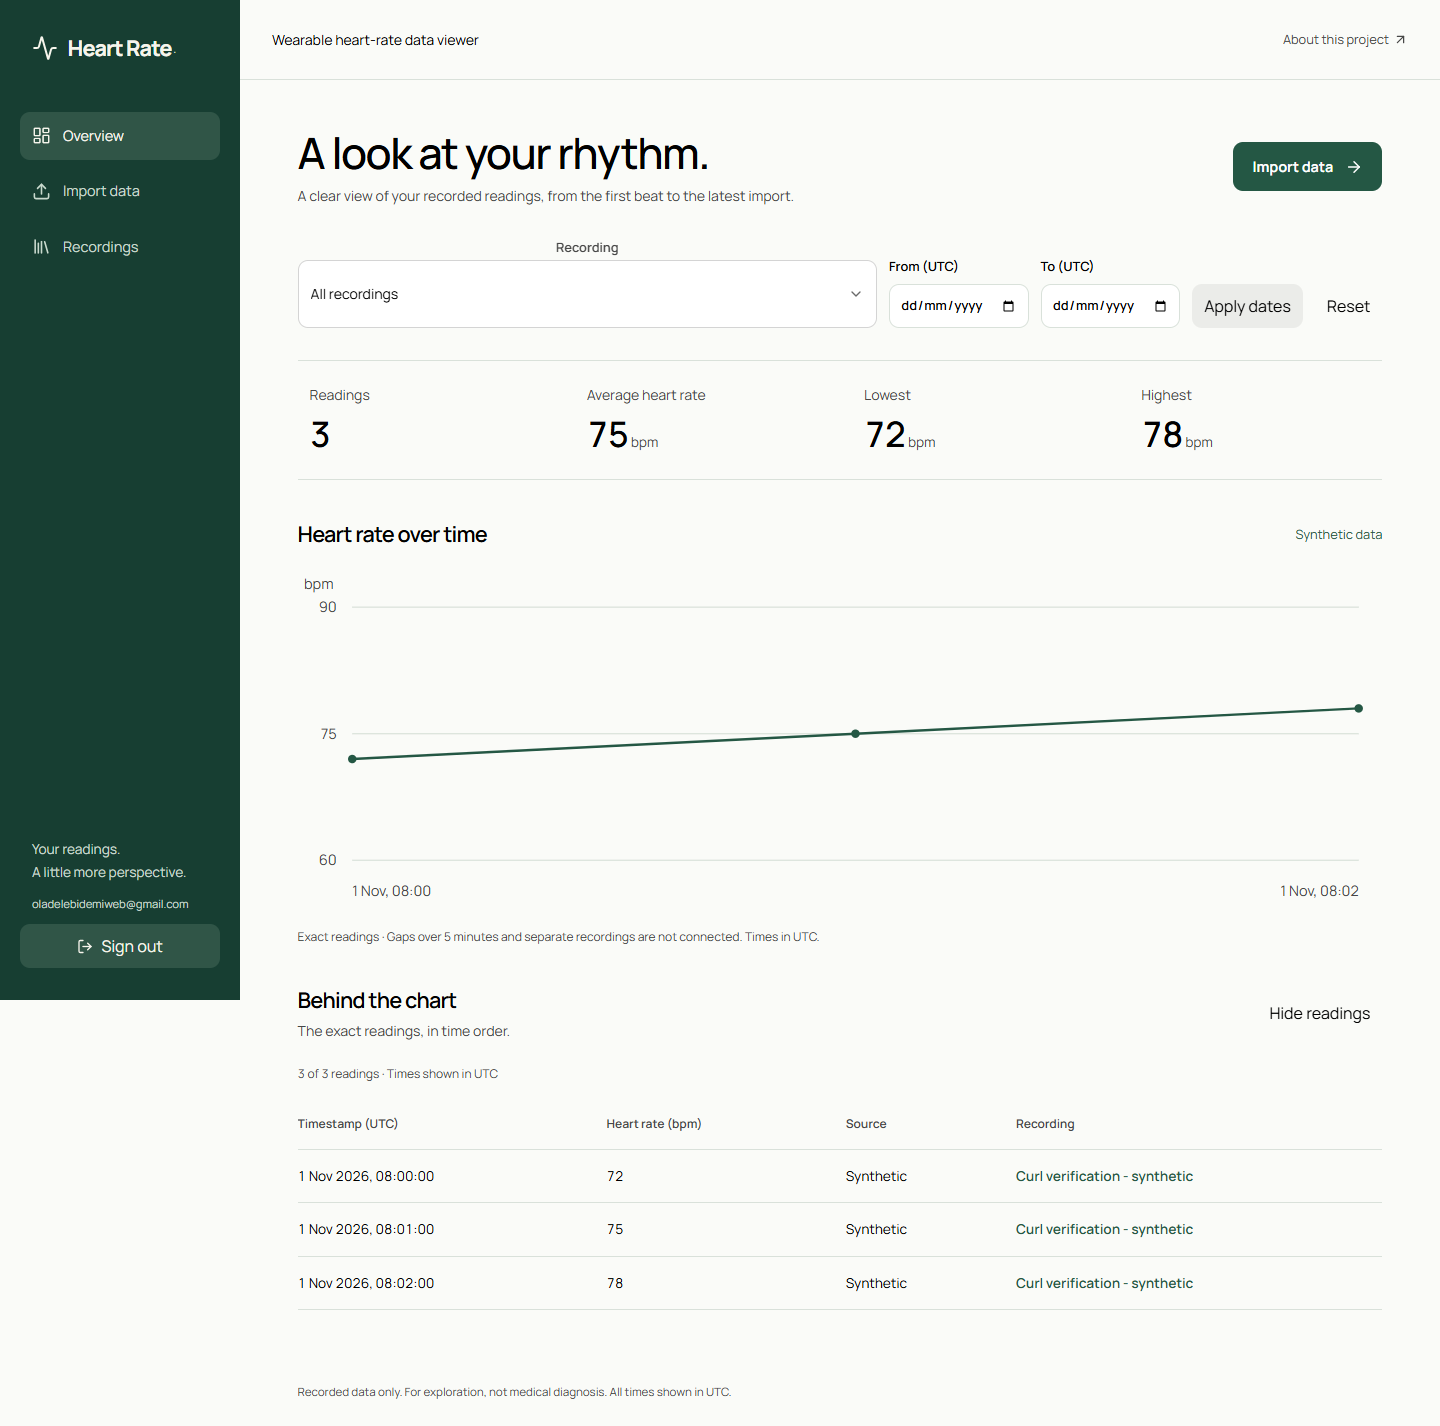 Heart Rate.
Overview
Import data
Recordings
Your readings.
A little more perspective.
oladelebidemiweb@gmail.com
Sign out
Wearable heart-rate data viewer
About this project
A look at your rhythm.
A clear view of your recorded readings, from the first beat to the latest import.
Import data
Recording
All recordings
From (UTC)
dd/mm/yyyy
To (UTC)
dd/mm/yyyy
Apply dates
Reset
Readings
3
Average heart rate
75 bpm
Lowest
72 bpm
Highest
78 bpm
Heart rate over time
Synthetic data
bpm
90
75
60
1 Nov, 08:00
1 Nov, 08:02
Exact readings · Gaps over 5 minutes and separate recordings are not connected. Times in UTC.
Behind the chart
The exact readings, in time order.
Hide readings
3 of 3 readings · Times shown in UTC
Timestamp (UTC) Heart rate (bpm) Source Recording
1 Nov 2026, 08:00:00 72 Synthetic Curl verification - synthetic
1 Nov 2026, 08:01:00 75 Synthetic Curl verification - synthetic
1 Nov 2026, 08:02:00 78 Synthetic Curl verification - synthetic
Recorded data only. For exploration, not medical diagnosis. All times shown in UTC.